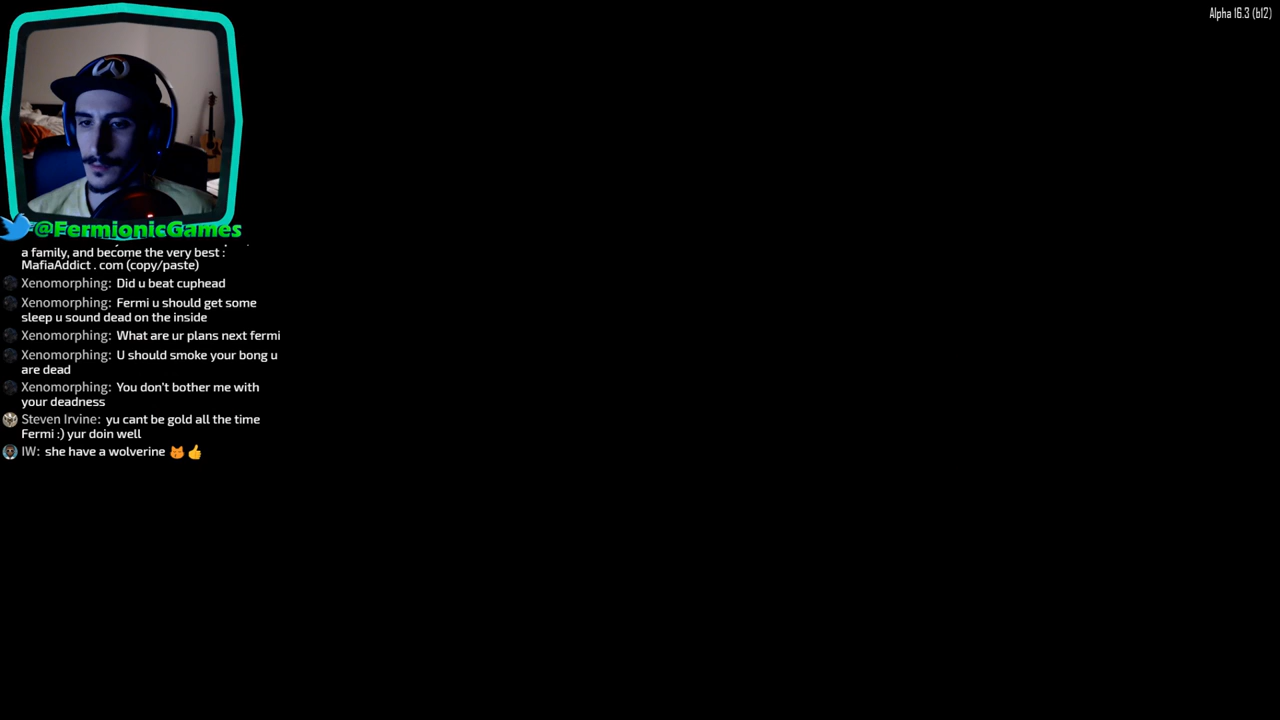 Alpha 16.3 (b12)
@FermionicGames
a family, and become the very best :
MafiaAddict . com (copy/paste)
Xenomorphing: Did u beat cuphead
Xenomorphing: Fermi u should get some
sleep u sound dead on the inside
Xenomorphing: What are ur plans next fermi
Xenomorphing: U should smoke your bong u
are dead
Xenomorphing: You don't bother me with
your deadness
Steven Irvine: yu cant be gold all the time
Fermi :) yur doin well
IW: she have a wolverine 😽👍